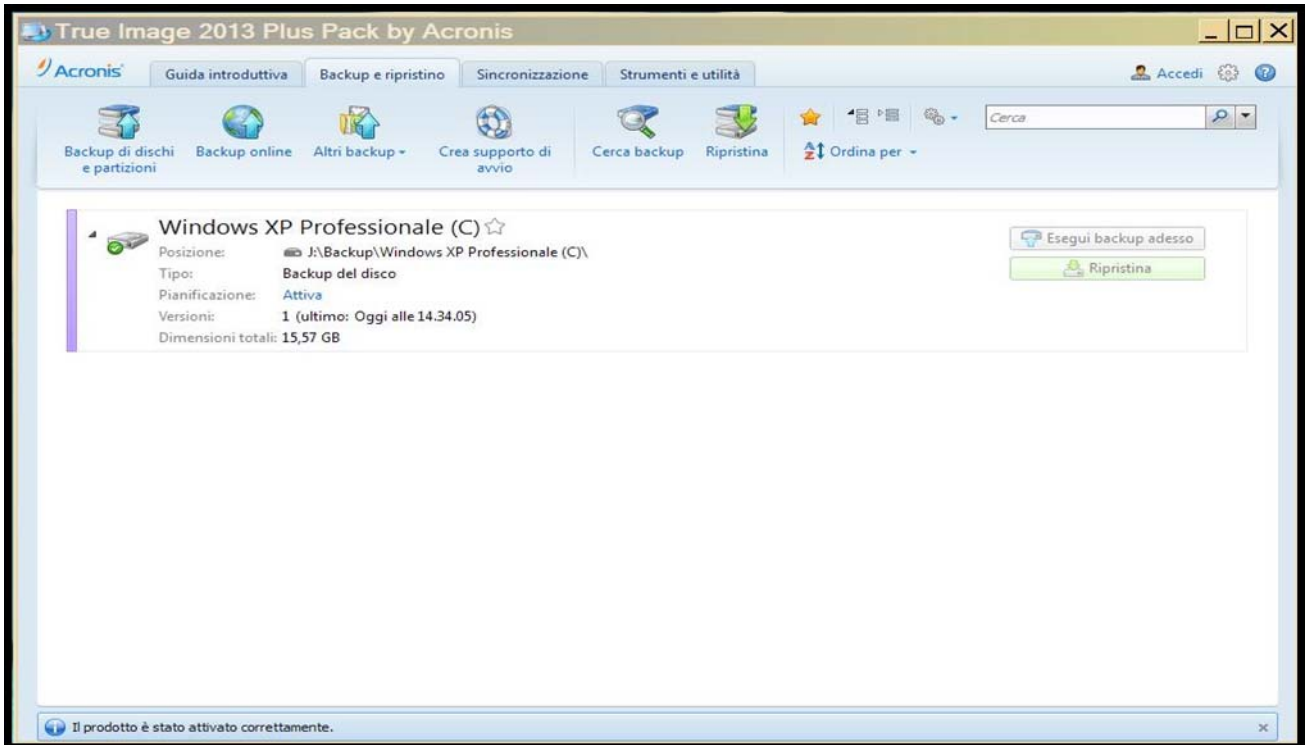 True Image 2013 Plus Pack by Acronis
Acronis
Guida introduttiva
Backup e ripristino
Sincronizzazione
Strumenti e utilità
Accedi
Backup di dischi
e partizioni
Backup online
Altri backup
Crea supporto di
avvio
Cerca backup
Ripristina
Ordina per
Cerca
Windows XP Professionale (C)
Posizione: J:\Backup\Windows XP Professionale (C)\
Tipo: Backup del disco
Pianificazione: Attiva
Versioni: 1 (ultimo: Oggi alle 14.34.05)
Dimensioni totali: 15,57 GB
Esegui backup adesso
Ripristina
Il prodotto è stato attivato correttamente.